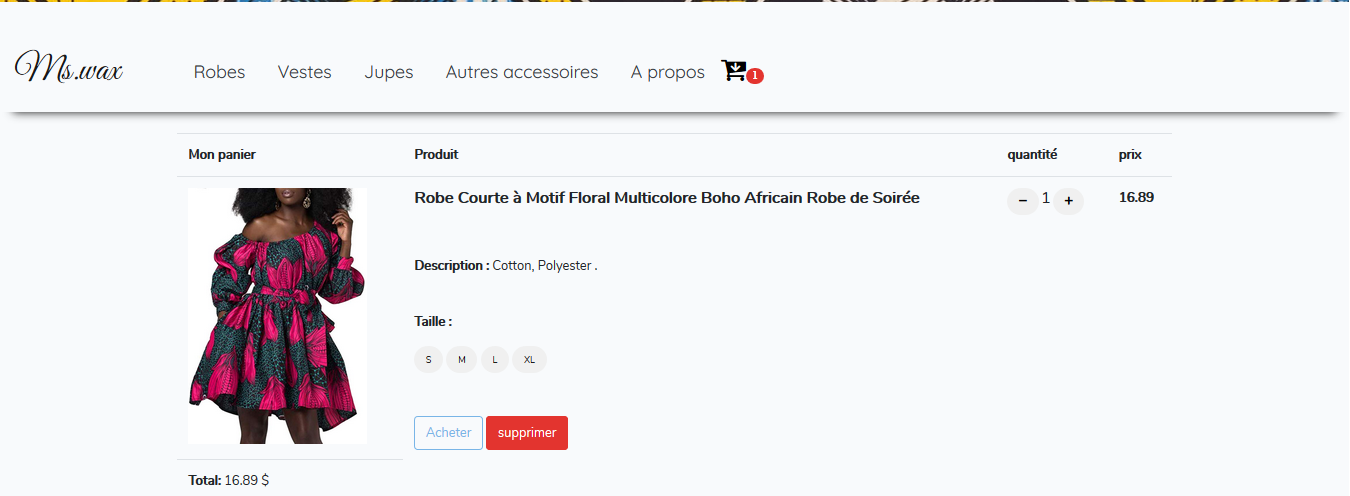 Ms.wax
Robes Vestes Jupes Autres accessoires A propos 1
Mon panier Produit quantité prix
Robe Courte à Motif Floral Multicolore Boho Africain Robe de Soirée − 1 + 16.89
Description : Cotton, Polyester .
Taille :
S M L XL
Acheter supprimer
Total: 16.89 $